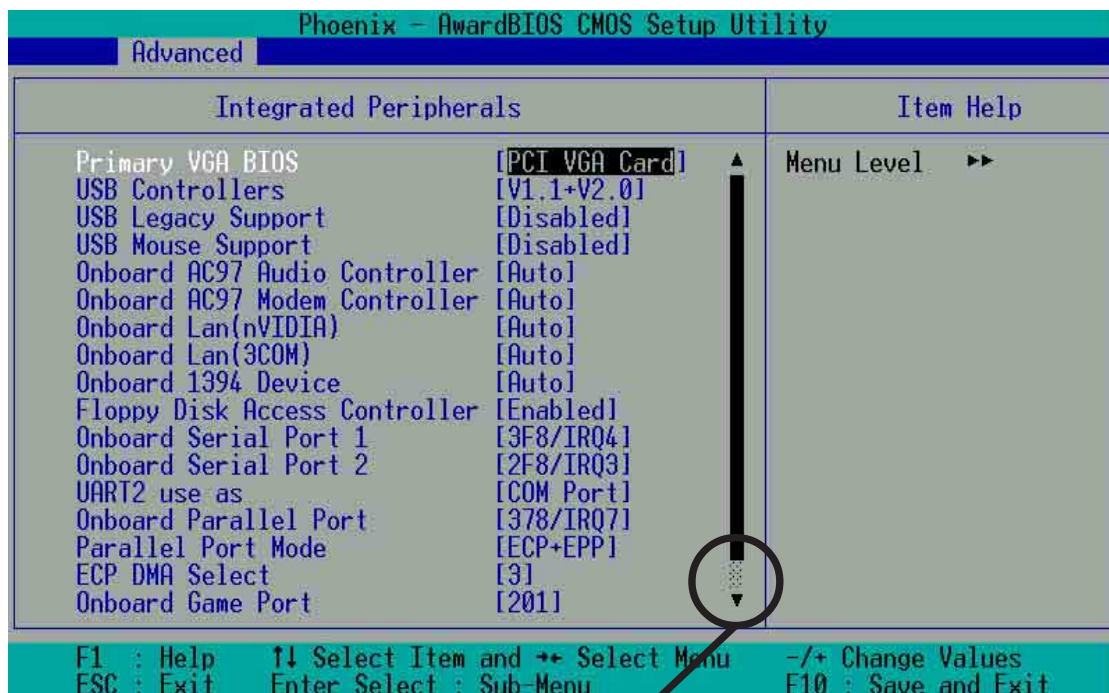 Phoenix - AwardBIOS CMOS Setup Utility
Advanced
Integrated Peripherals
Item Help
Primary VGA BIOS [PCI VGA Card]
Menu Level ▸▸
USB Controllers [V1.1+V2.0]
USB Legacy Support [Disabled]
USB Mouse Support [Disabled]
Onboard AC97 Audio Controller [Auto]
Onboard AC97 Modem Controller [Auto]
Onboard Lan(nVIDIA) [Auto]
Onboard Lan(3COM) [Auto]
Onboard 1394 Device [Auto]
Floppy Disk Access Controller [Enabled]
Onboard Serial Port 1 [3F8/IRQ4]
Onboard Serial Port 2 [2F8/IRQ3]
UART2 use as [COM Port]
Onboard Parallel Port [378/IRQ7]
Parallel Port Mode [ECP+EPP]
ECP DMA Select [3]
Onboard Game Port [201]
F1 : Help ↑↓ Select Item and →← Select Menu -/+ Change Values
ESC : Exit Enter Select : Sub-Menu F10 : Save and Exit